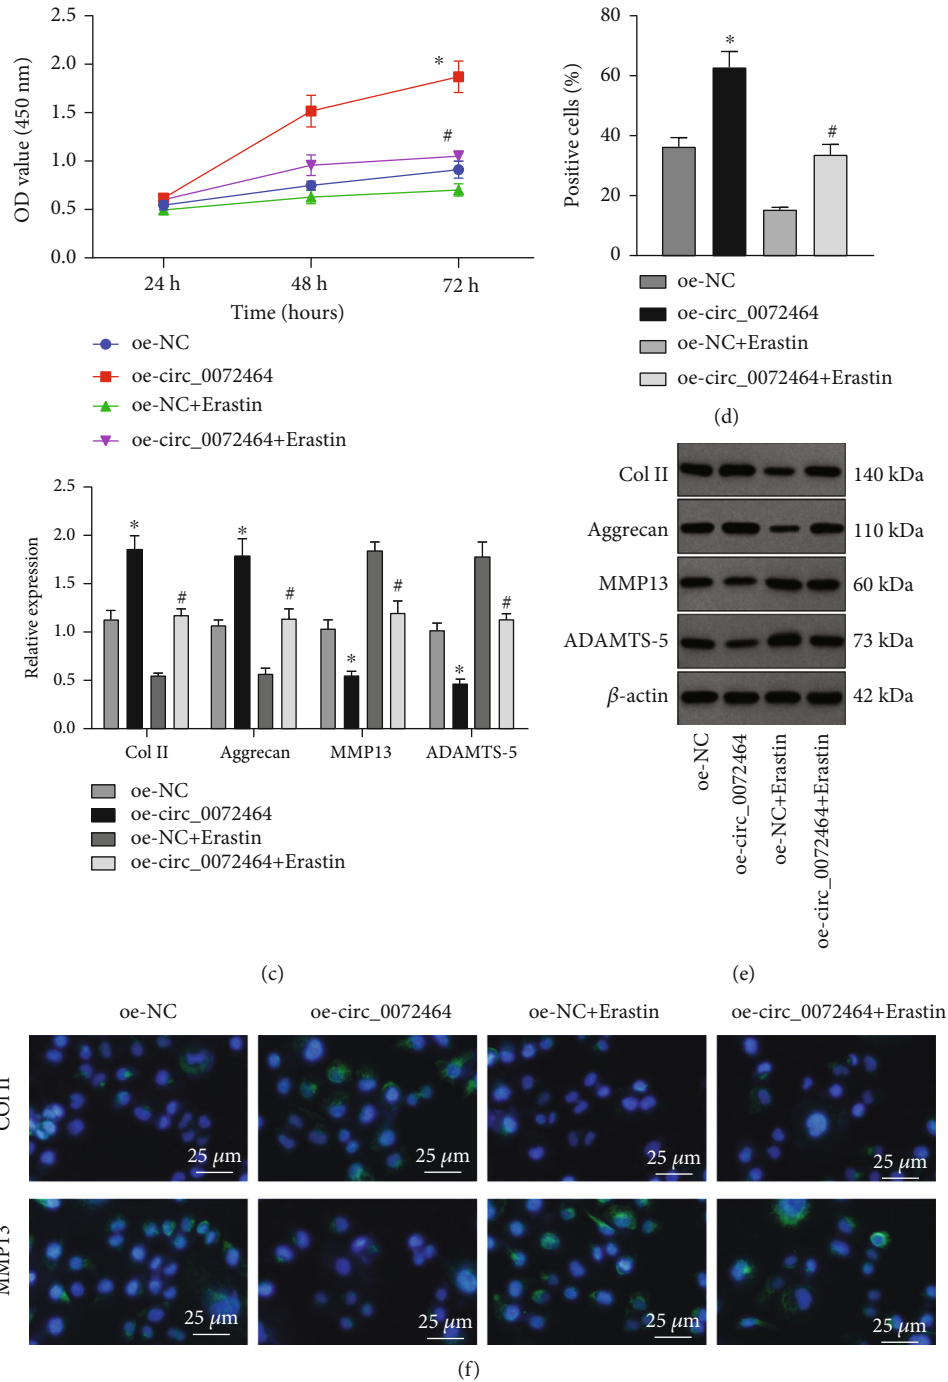 2.5
2.0
1.5
1.0
0.5
0.0
OD value (450 nm)
*
#
24 h
48 h
72 h
Time (hours)
oe-NC
oe-circ_0072464
oe-NC+Erastin
oe-circ_0072464+Erastin
80
60
40
20
0
Positive cells (%)
*
#
oe-NC
oe-circ_0072464
oe-NC+Erastin
oe-circ_0072464+Erastin
(d)
2.5
2.0
1.5
1.0
0.5
0.0
Relative expression
*
#
*
#
*
#
*
#
Col II
Aggrecan
MMP13
ADAMTS-5
oe-NC
oe-circ_0072464
oe-NC+Erastin
oe-circ_0072464+Erastin
(c)
Col II
140 kDa
Aggrecan
110 kDa
MMP13
60 kDa
ADAMTS-5
73 kDa
β-actin
42 kDa
oe-NC
oe-circ_0072464
oe-NC+Erastin
oe-circ_0072464+Erastin
(e)
oe-NC
oe-circ_0072464
oe-NC+Erastin
oe-circ_0072464+Erastin
Col II
25 μm
25 μm
25 μm
25 μm
MMP13
25 μm
25 μm
25 μm
25 μm
(f)